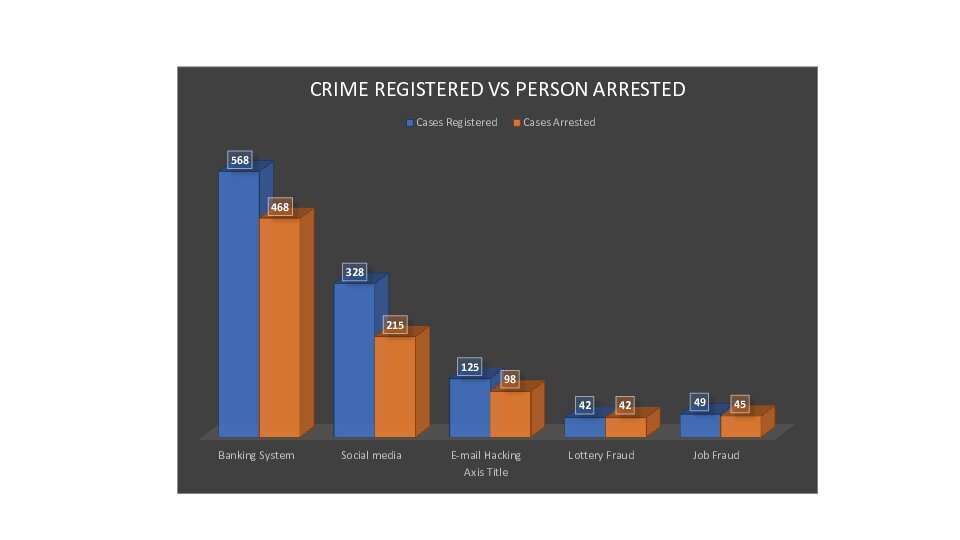 CRIME REGISTERED VS PERSON ARRESTED
Cases Registered Cases Arrested
568
468
328
215
125
98
42 42
49 45
Banking System Social media E-mail Hacking Lottery Fraud Job Fraud
Axis Title